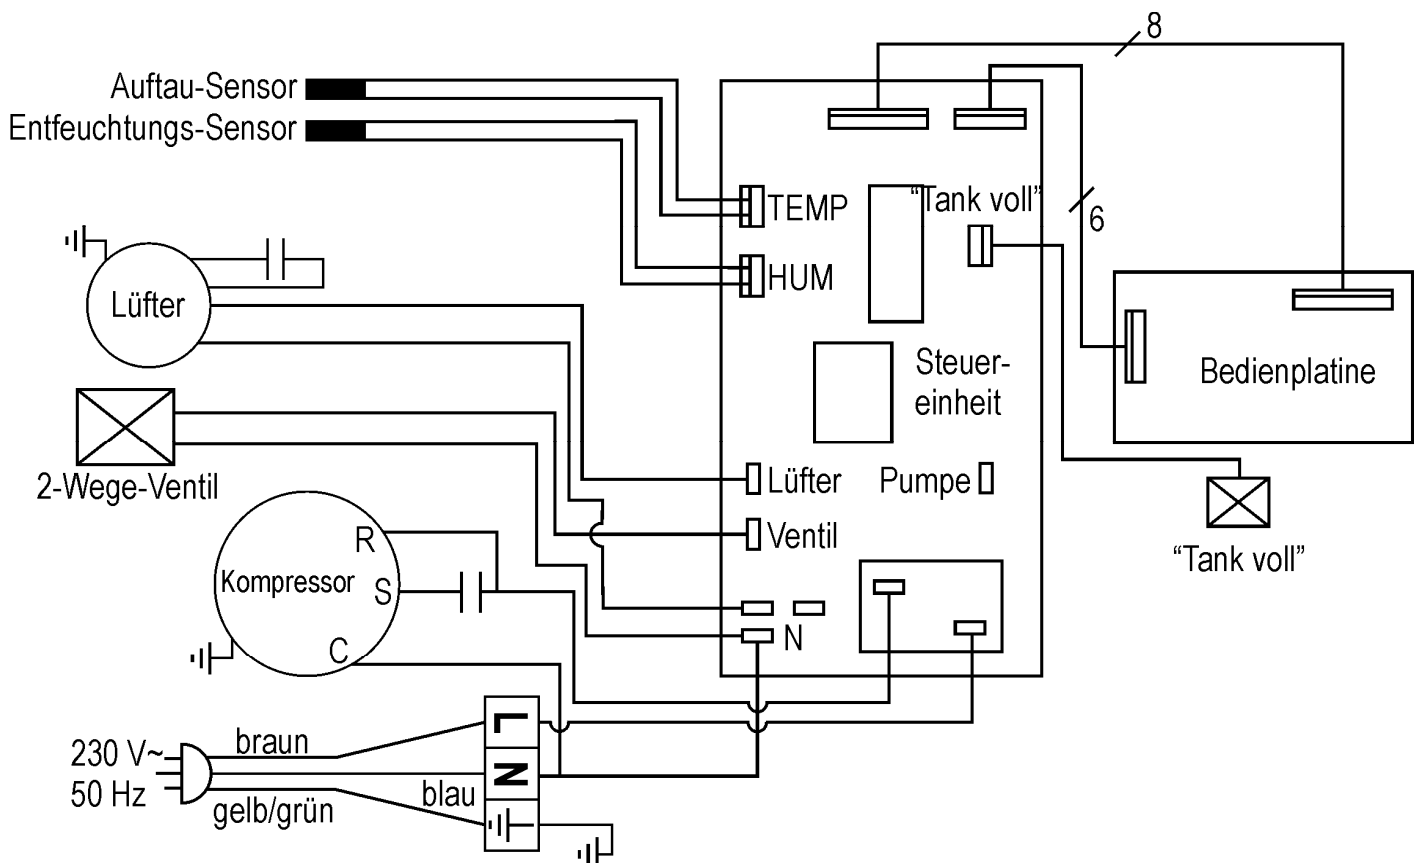 8
Auftau-Sensor
Entfeuchtungs-Sensor
TEMP
"Tank voll"
6
HUM
Lüfter
Steuer-
einheit
Bedienplatine
2-Wege-Ventil
Lüfter
Pumpe
Ventil
"Tank voll"
R
Kompressor
S
C
N
L
230 V~
braun
N
50 Hz
blau
gelb/grün